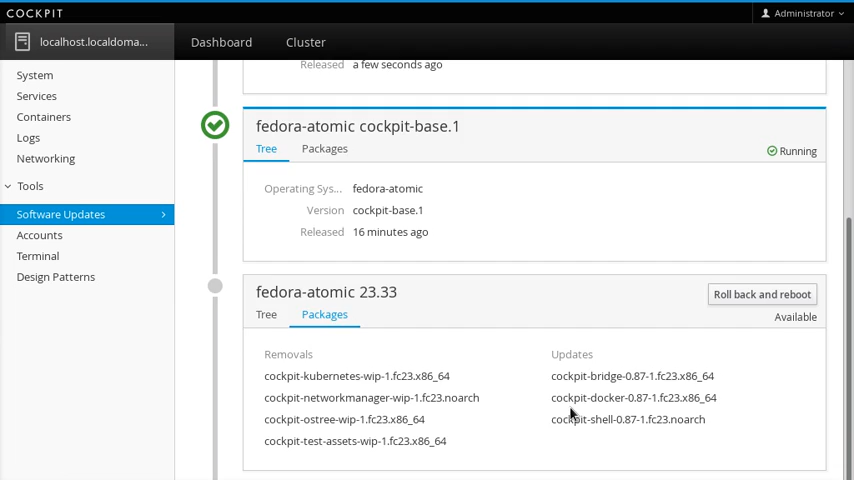 COCKPIT
Administrator
localhost.localdoma...
Dashboard
Cluster
System
Services
Containers
Logs
Networking
Tools
Software Updates
Accounts
Terminal
Design Patterns
Released a few seconds ago
fedora-atomic cockpit-base.1
Tree Packages
Running
Operating Sys... fedora-atomic
Version cockpit-base.1
Released 16 minutes ago
fedora-atomic 23.33
Roll back and reboot
Tree Packages
Available
Removals
cockpit-kubernetes-wip-1.fc23.x86_64
cockpit-networkmanager-wip-1.fc23.noarch
cockpit-ostree-wip-1.fc23.x86_64
cockpit-test-assets-wip-1.fc23.x86_64
Updates
cockpit-bridge-0.87-1.fc23.x86_64
cockpit-docker-0.87-1.fc23.x86_64
cockpit-shell-0.87-1.fc23.noarch